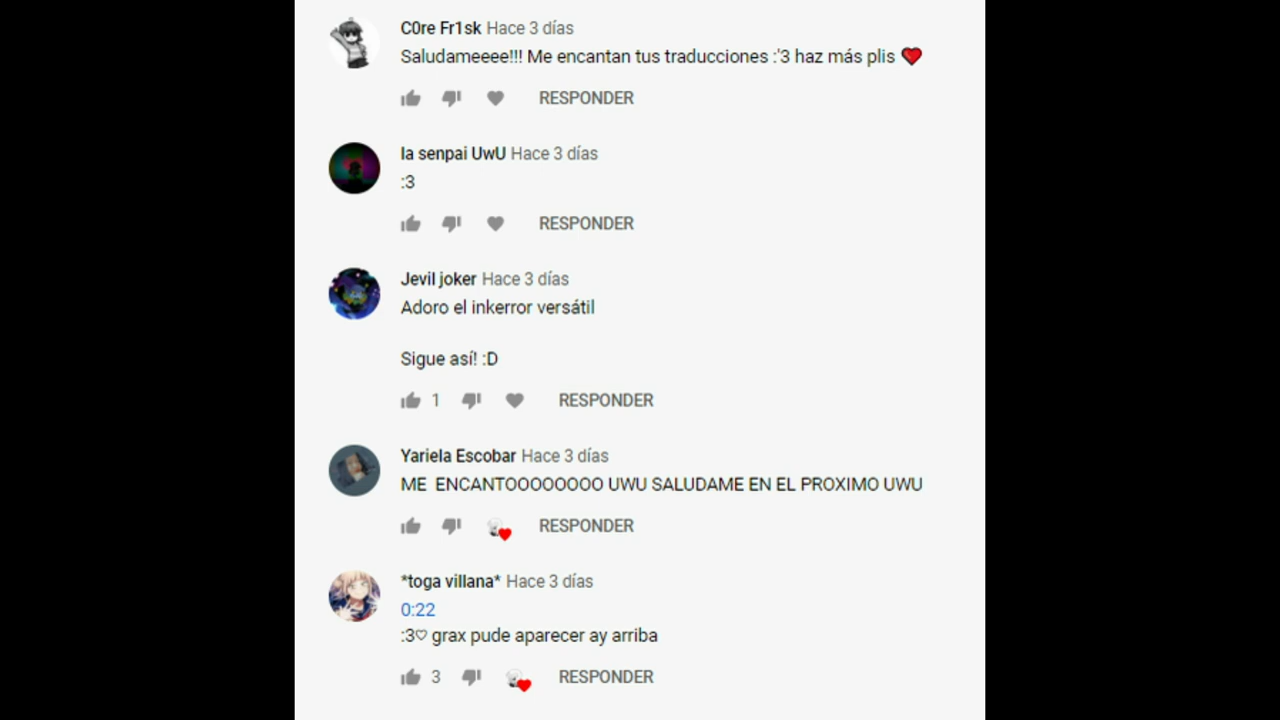 C0re Fr1sk Hace 3 días
Saludameeee!!! Me encantan tus traducciones :'3 haz más plis ❤
RESPONDER
la senpai UwU Hace 3 días
:3
RESPONDER
Jevil joker Hace 3 días
Adoro el inkerror versátil
Sigue así! :D
1 RESPONDER
Yariela Escobar Hace 3 días
ME ENCANTOOOOOOOO UWU SALUDAME EN EL PROXIMO UWU
RESPONDER
*toga villana* Hace 3 días
0:22
:3♡ grax pude aparecer ay arriba
3 RESPONDER